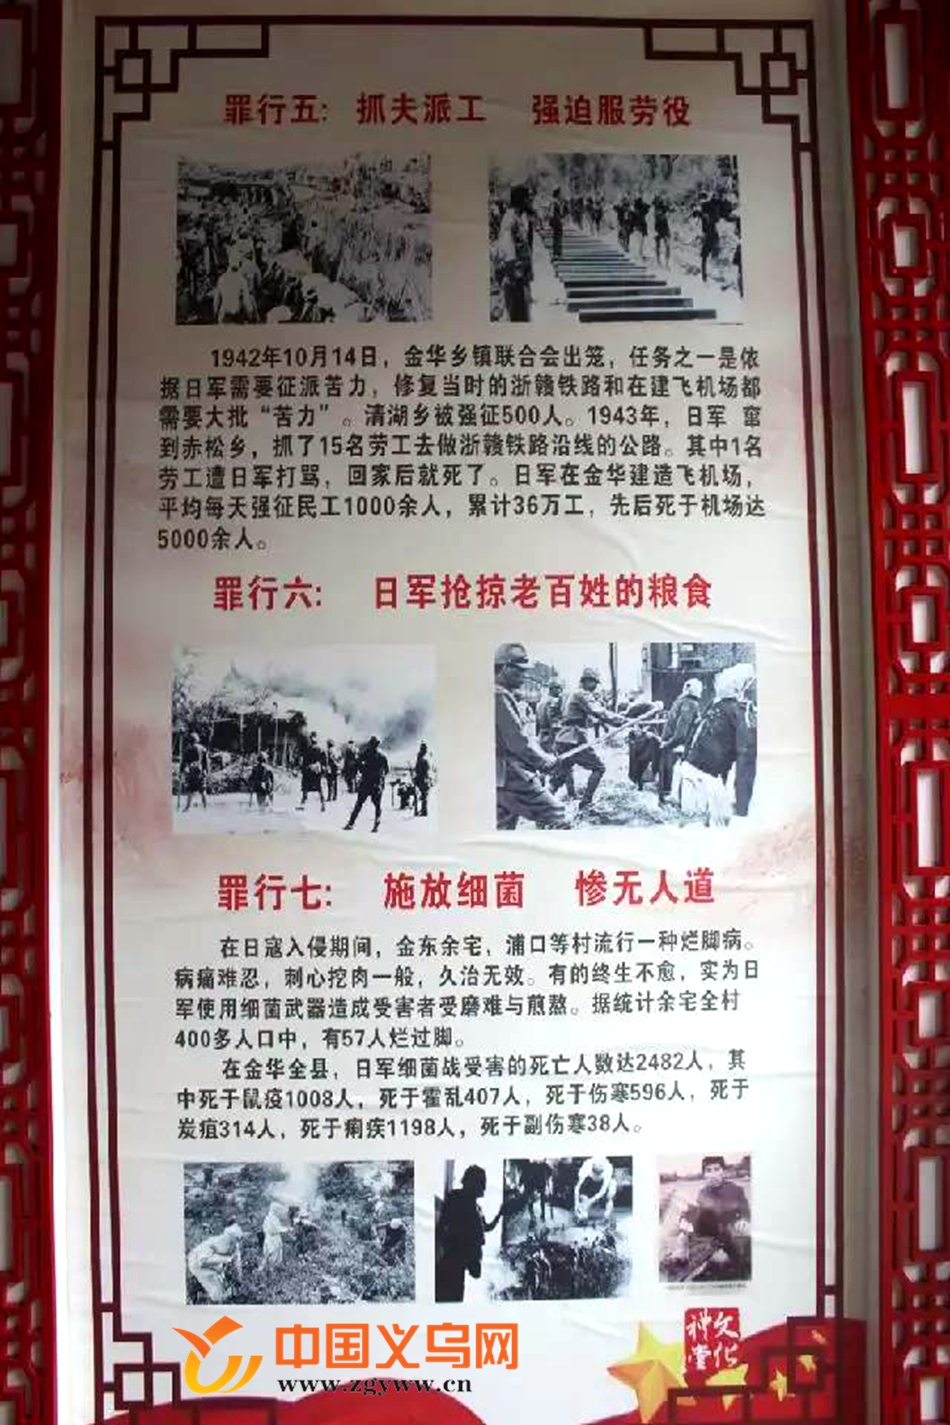 罪行五： 抓夫派工 强迫服劳役
1942年10月14日，金华乡镇联合会出笼，任务之一是依
据日军需要征派苦力，修复当时的浙赣铁路和在建飞机场都
需要大批“苦力”。清湖乡被强征500人。1943年，日军 窜
到赤松乡，抓了15名劳工去做浙赣铁路沿线的公路。其中1名
劳工遭日军打骂，回家后就死了。日军在金华建造飞机场，
平均每天强征民工1000余人，累计36万工，先后死于机场达
5000余人。
罪行六： 日军抢掠老百姓的粮食
罪行七： 施放细菌 惨无人道
在日寇入侵期间，金东余宅，浦口等村流行一种烂脚病。
病痛难忍，刺心挖肉一般，久治无效。有的终生不愈，实为日
军使用细菌武器造成受害者受磨难与煎熬。据统计余宅全村
400多人口中，有57人烂过脚。
在金华全县，日军细菌战受害的死亡人数达2482人，其
中死于鼠疫1008人，死于霍乱407人，死于伤寒596人，死于
炭疽314人，死于痢疾1198人，死于副伤寒38人。
文化
礼堂
中国义乌网
www.zgyww.cn